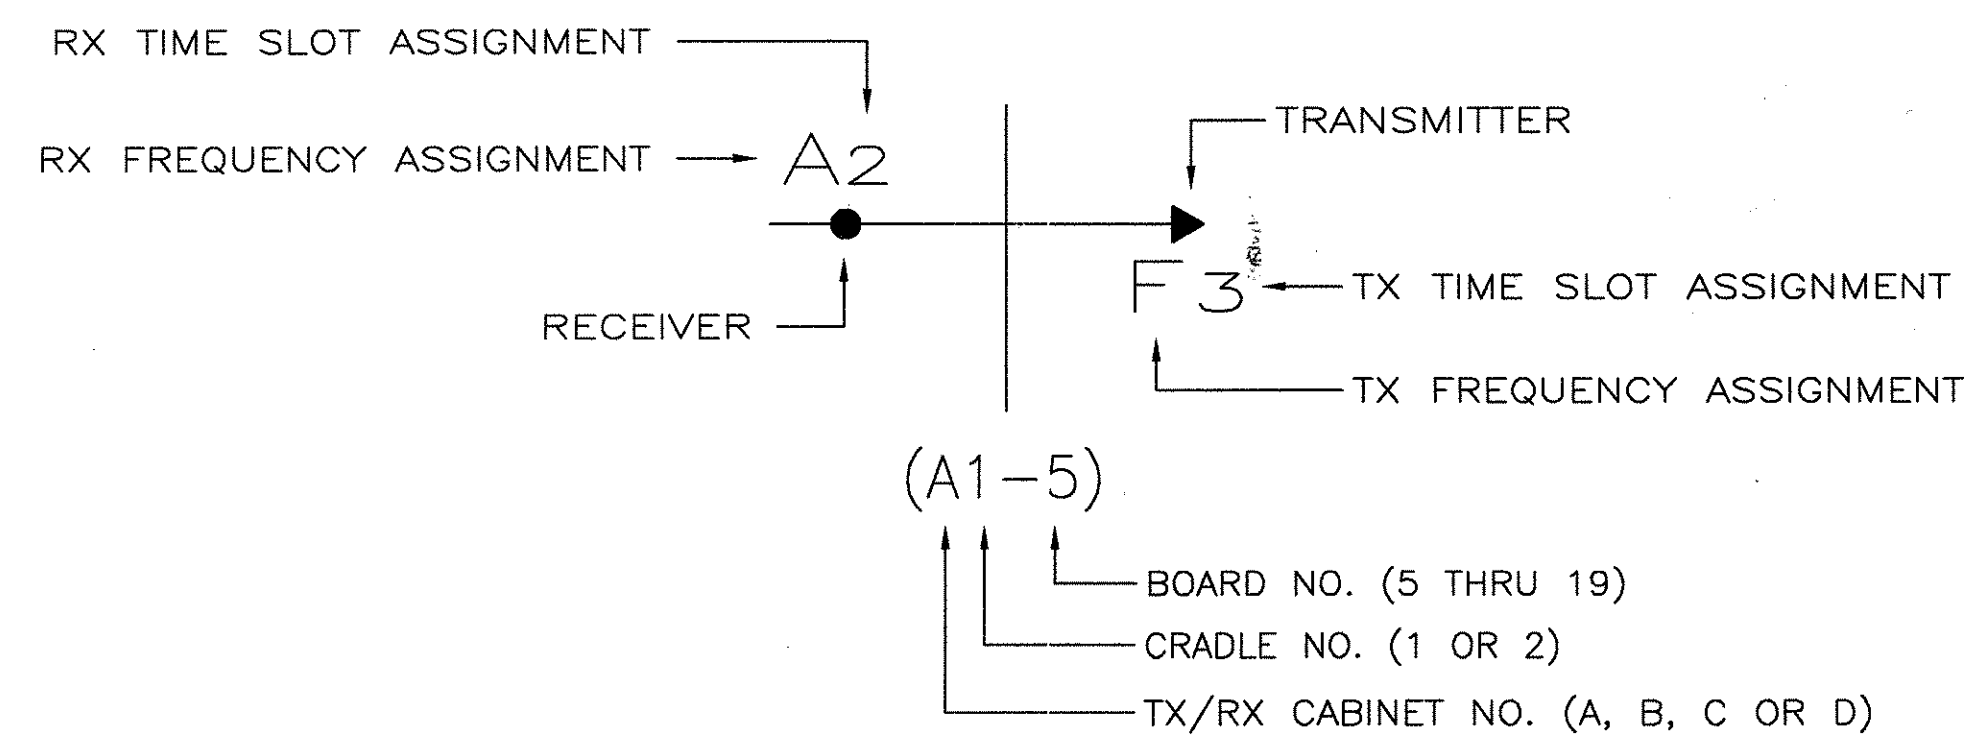 RX TIME SLOT ASSIGNMENT
RX FREQUENCY ASSIGNMENT
A2
TRANSMITTER
RECEIVER
F 3
TX TIME SLOT ASSIGNMENT
TX FREQUENCY ASSIGNMENT
(A1-5)
BOARD NO. (5 THRU 19)
CRADLE NO. (1 OR 2)
TX/RX CABINET NO. (A, B, C OR D)